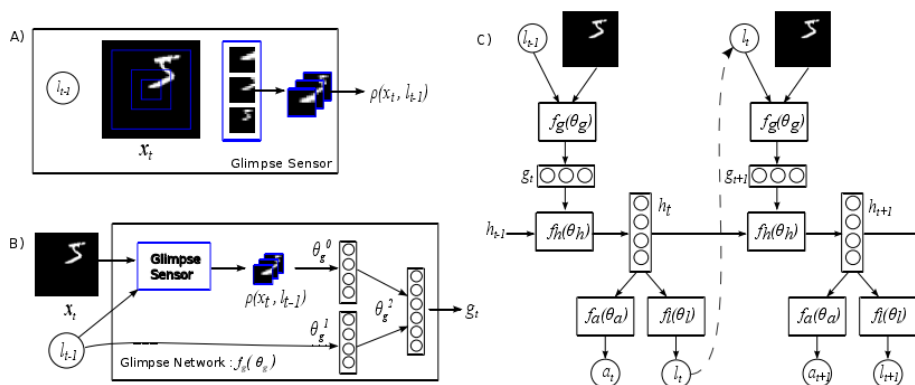 A)
l_{t-1}
x_t
ρ(x_t, l_{t-1})
Glimpse Sensor
B)
x_t
l_{t-1}
Glimpse
Sensor
ρ(x_t, l_{t-1})
θ_g^0
θ_g^1
θ_g^2
g_t
Glimpse Network : f_g( θ_g )
C)
l_{t-1}
l_t
f_g(θ_g)
f_g(θ_g)
g_t
g_{t+1}
h_{t-1}
f_h(θ_h)
h_t
f_h(θ_h)
h_{t+1}
f_a(θ_a)
f_l(θ_l)
f_a(θ_a)
f_l(θ_l)
a_t
l_t
a_{t+1}
l_{t+1}